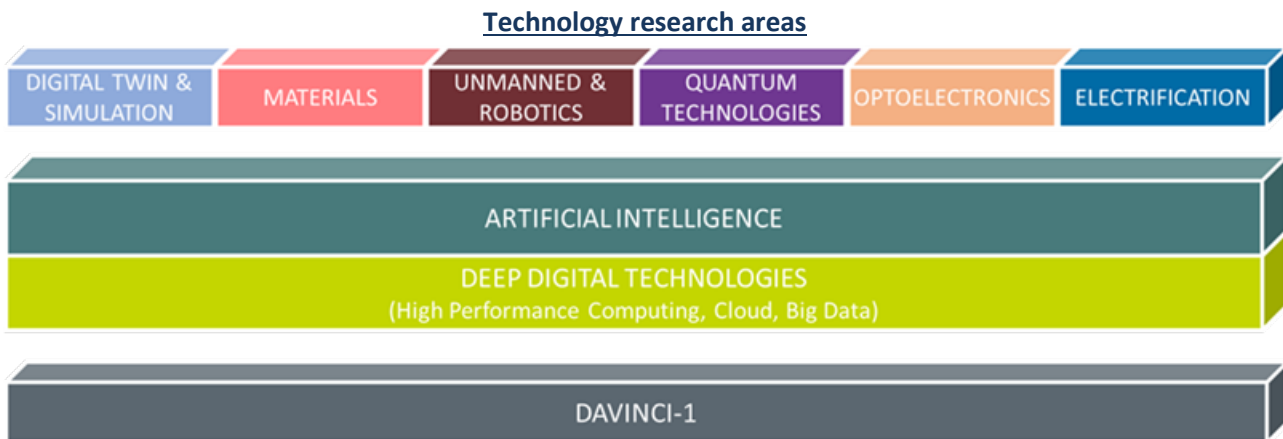 Technology research areas
DIGITAL TWIN &
SIMULATION
MATERIALS
UNMANNED &
ROBOTICS
QUANTUM
TECHNOLOGIES
OPTOELECTRONICS
ELECTRIFICATION
ARTIFICIAL INTELLIGENCE
DEEP DIGITAL TECHNOLOGIES
(High Performance Computing, Cloud, Big Data)
DAVINCI-1